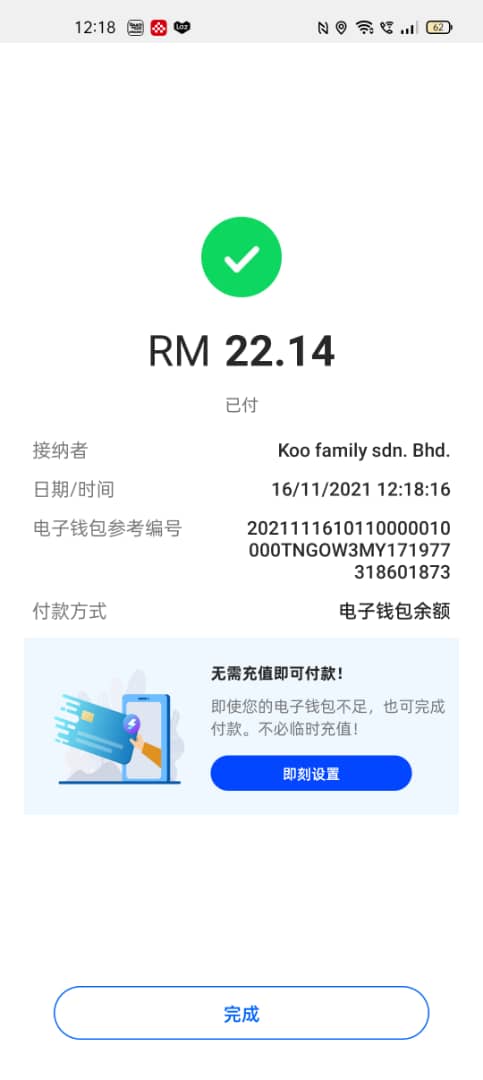 12:18
62
RM 22.14
已付
接纳者 Koo family sdn. Bhd.
日期/时间 16/11/2021 12:18:16
电子钱包参考编号 2021111610110000010
000TNGOW3MY171977
318601873
付款方式 电子钱包余额
无需充值即可付款！
即使您的电子钱包不足，也可完成
付款。不必临时充值！
即刻设置
完成